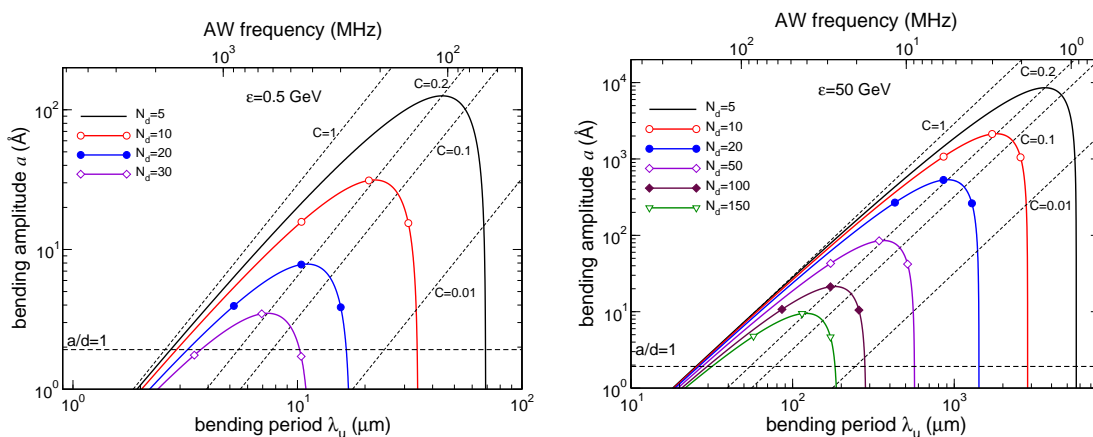 AW frequency (MHz)
10³ 10²
ε=0.5 GeV
N_d=5
N_d=10
N_d=20
N_d=30
C=1
C=0.2
C=0.1
C=0.01
a/d=1
10²
10¹
10⁰
bending amplitude a (Å)
10⁰ 10¹ 10²
bending period λ_u (μm)
AW frequency (MHz)
10² 10¹ 10⁰
ε=50 GeV
N_d=5
N_d=10
N_d=20
N_d=50
N_d=100
N_d=150
C=1
C=0.2
C=0.1
C=0.01
a/d=1
10⁴
10³
10²
10¹
10⁰
bending amplitude a (Å)
10¹ 10² 10³
bending period λ_u (μm)